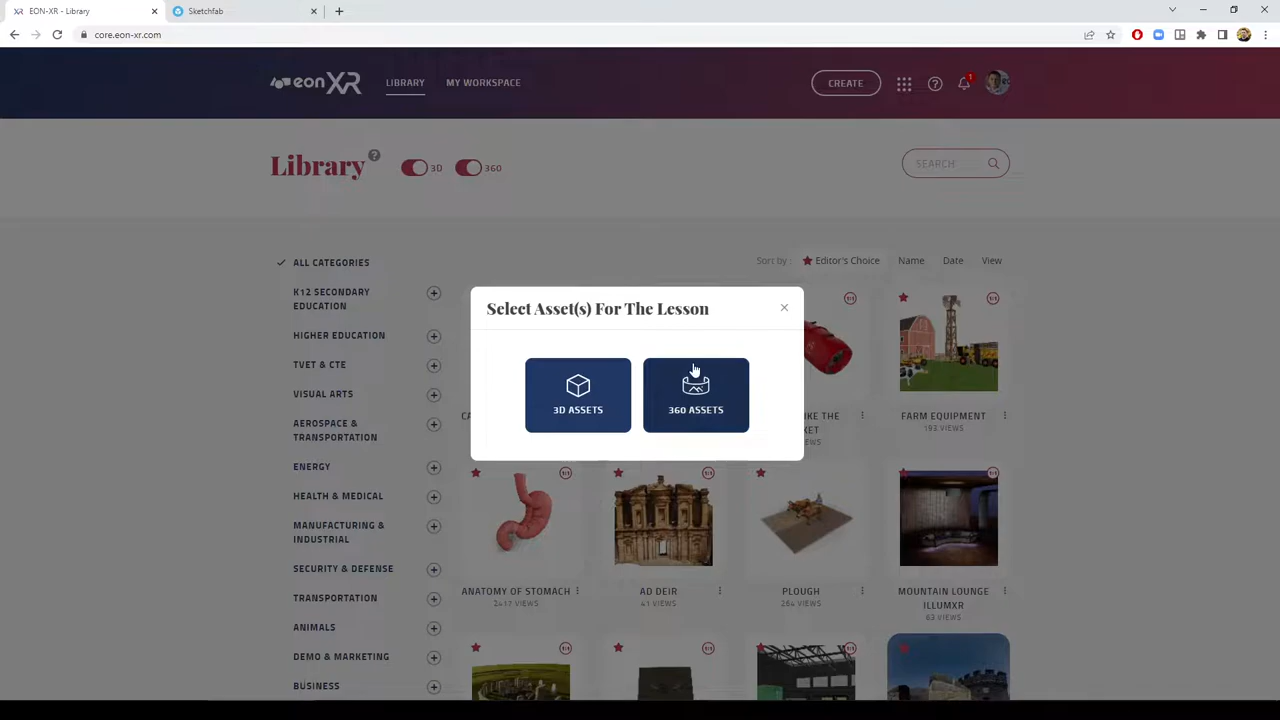 EON-XR - Library
Sketchfab
core.eon-xr.com
eonXR
LIBRARY
MY WORKSPACE
CREATE
1
Library
3D
360
SEARCH
ALL CATEGORIES
Sort by :
Editor's Choice
Name
Date
View
K12 SECONDARY
EDUCATION
HIGHER EDUCATION
TVET & CTE
VISUAL ARTS
AEROSPACE &
TRANSPORTATION
ENERGY
HEALTH & MEDICAL
MANUFACTURING &
INDUSTRIAL
SECURITY & DEFENSE
TRANSPORTATION
ANIMALS
DEMO & MARKETING
BUSINESS
Select Asset(s) For The Lesson
3D ASSETS
360 ASSETS
FARM EQUIPMENT
193 VIEWS
ANATOMY OF STOMACH
2417 VIEWS
AD DEIR
41 VIEWS
PLOUGH
264 VIEWS
MOUNTAIN LOUNGE
ILLUMXR
63 VIEWS